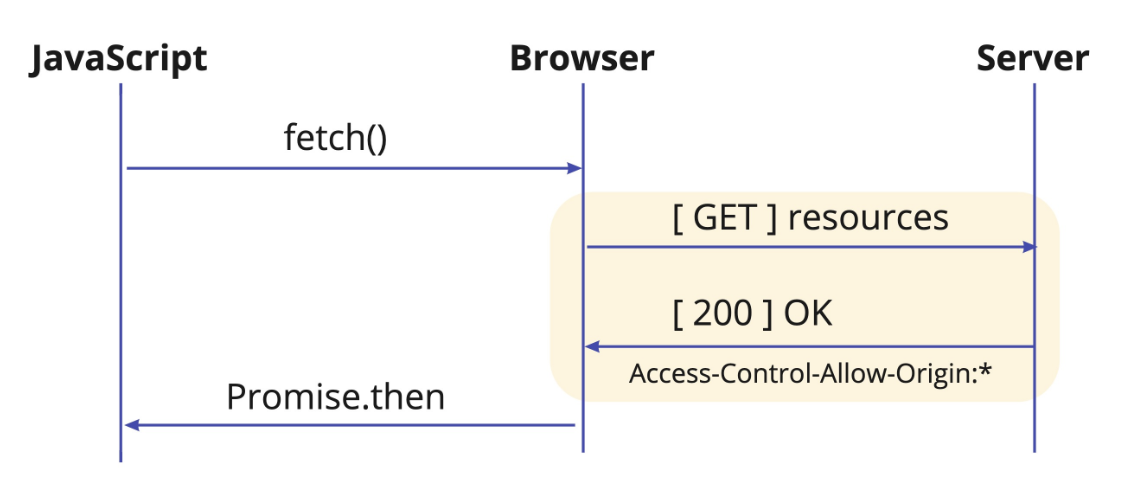 JavaScript Browser Server
fetch()
[ GET ] resources
[ 200 ] OK
Access-Control-Allow-Origin:*
Promise.then